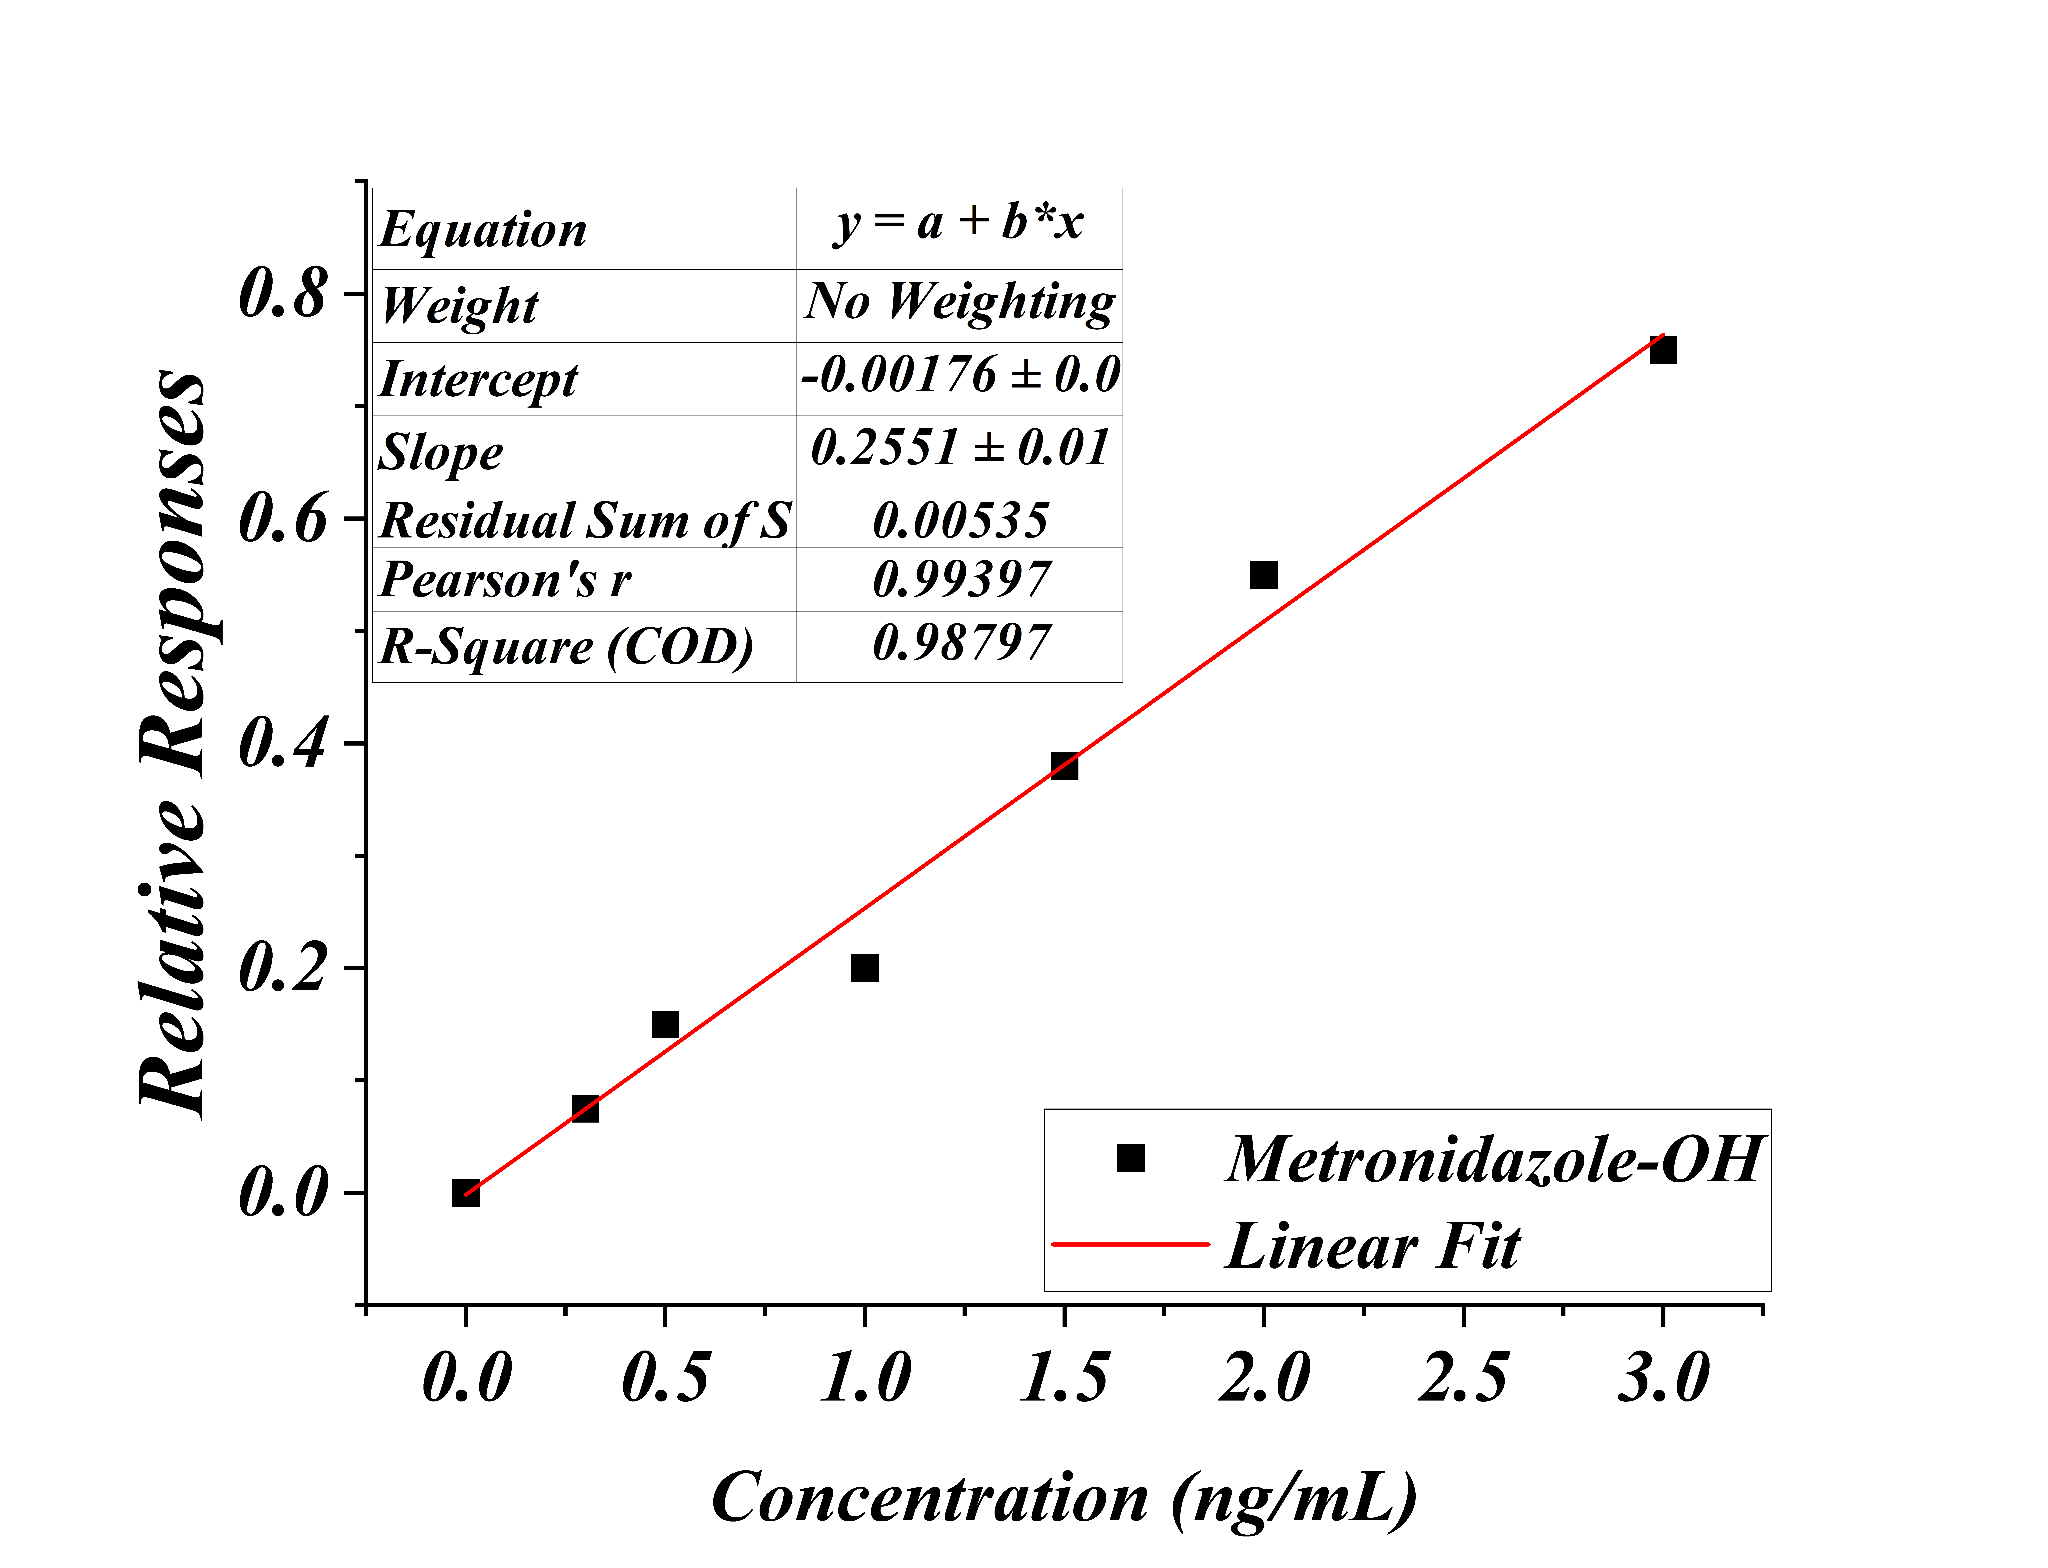 Equation y = a + b*x
Weight No Weighting
Intercept -0.00176 ± 0.0
Slope 0.2551 ± 0.01
Residual Sum of S 0.00535
Pearson's r 0.99397
R-Square (COD) 0.98797
0.8
0.6
0.4
0.2
0.0
Relative Responses
Metronidazole-OH
Linear Fit
0.0 0.5 1.0 1.5 2.0 2.5 3.0
Concentration (ng/mL)